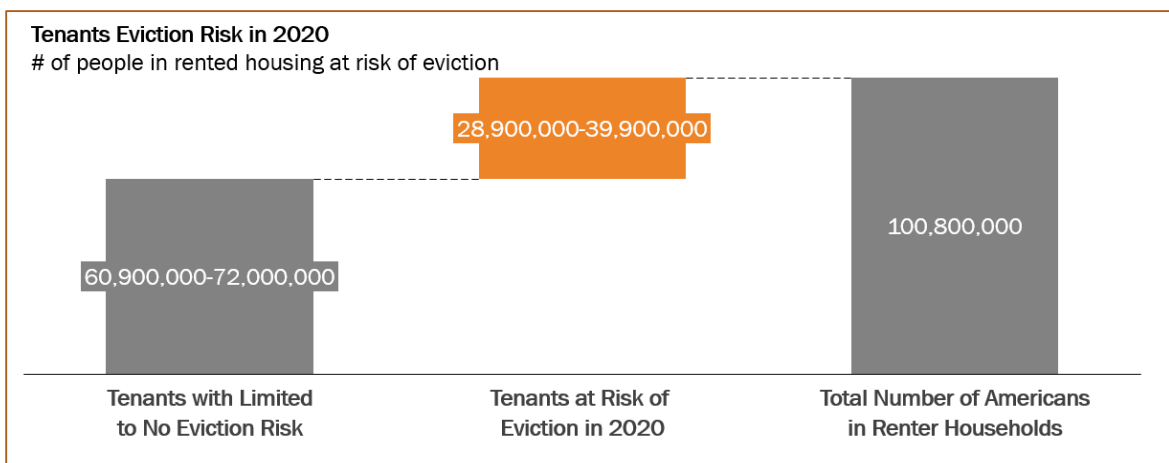 Tenants Eviction Risk in 2020
# of people in rented housing at risk of eviction
28,900,000-39,900,000
100,800,000
60,900,000-72,000,000
Tenants with Limited
to No Eviction Risk
Tenants at Risk of
Eviction in 2020
Total Number of Americans
in Renter Households